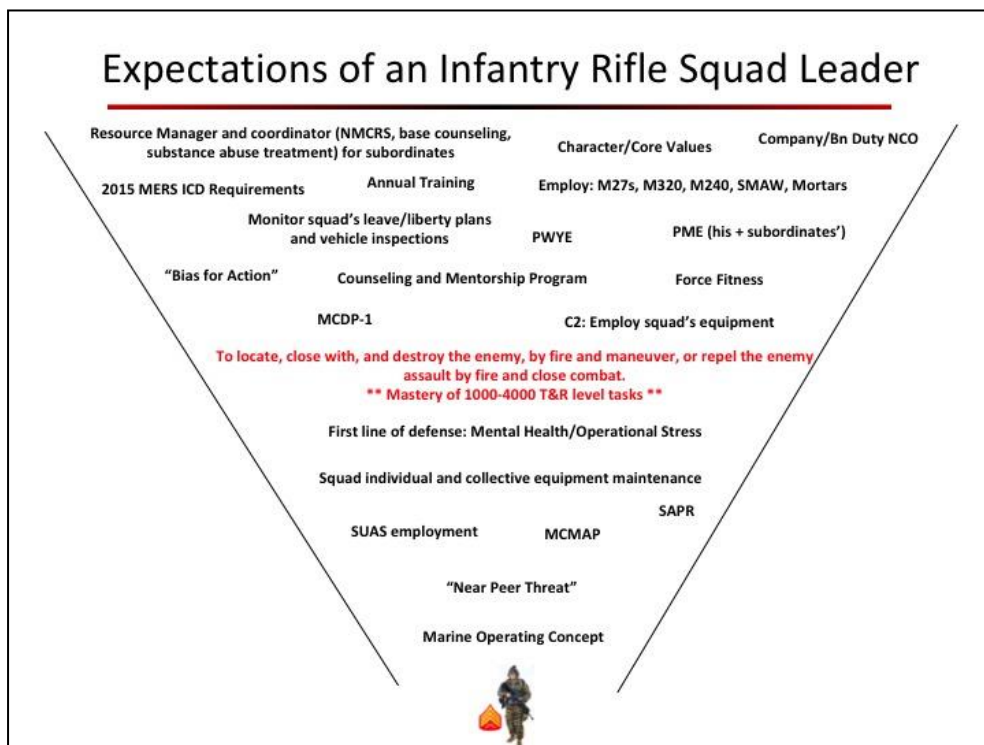 Expectations of an Infantry Rifle Squad Leader
Resource Manager and coordinator (NMCRS, base counseling,
substance abuse treatment) for subordinates
Character/Core Values
Company/Bn Duty NCO
2015 MERS ICD Requirements
Annual Training
Employ: M27s, M320, M240, SMAW, Mortars
Monitor squad’s leave/liberty plans
and vehicle inspections
PWYE
PME (his + subordinates’)
“Bias for Action”
Counseling and Mentorship Program
Force Fitness
MCDP-1
C2: Employ squad’s equipment
To locate, close with, and destroy the enemy, by fire and maneuver, or repel the enemy
assault by fire and close combat.
** Mastery of 1000-4000 T&R level tasks **
First line of defense: Mental Health/Operational Stress
Squad individual and collective equipment maintenance
SAPR
SUAS employment
MCMAP
“Near Peer Threat”
Marine Operating Concept